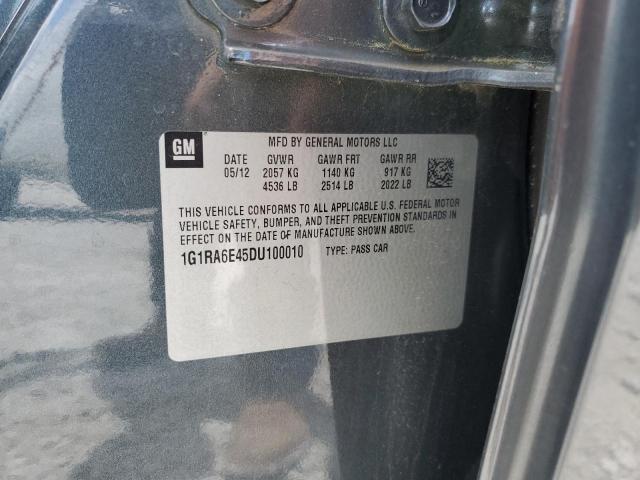 GM
MFD BY GENERAL MOTORS LLC
DATE GVWR GAWR FRT GAWR RR
05/12 2057 KG 1140 KG 917 KG
4536 LB 2514 LB 2022 LB
THIS VEHICLE CONFORMS TO ALL APPLICABLE U.S. FEDERAL MOTOR
VEHICLE SAFETY, BUMPER, AND THEFT PREVENTION STANDARDS IN
EFFECT ON THE DATE OF MANUFACTURE SHOWN ABOVE.
1G1RA6E45DU100010 TYPE: PASS CAR